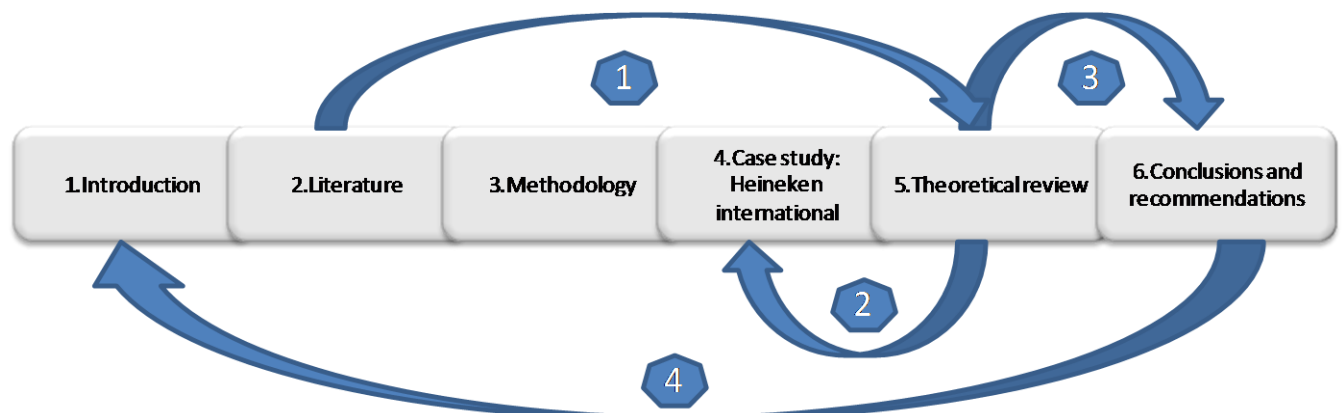 1
3
1.Introduction
2.Literature
3.Methodology
4.Case study:
Heineken
international
5.Theoretical review
6.Conclusions and
recommendations
2
4